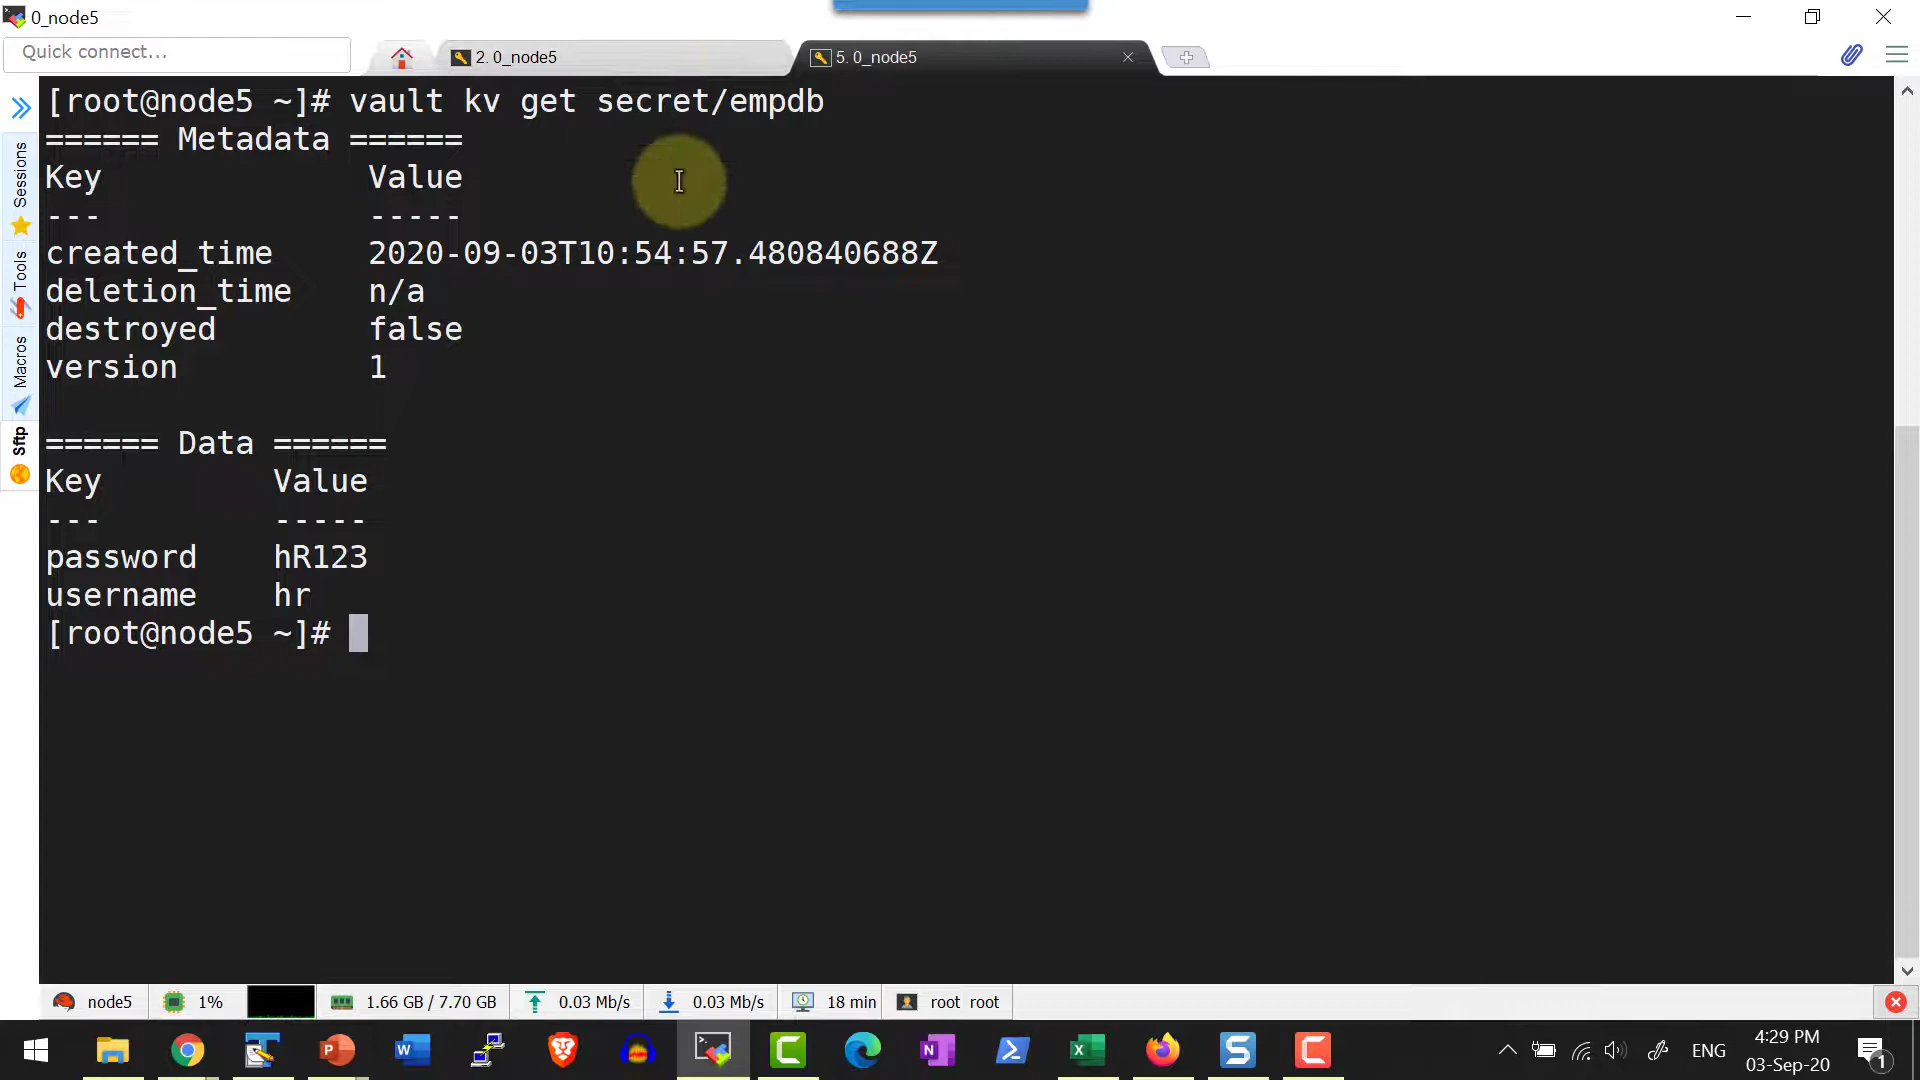 0_node5
Quick connect...
2. 0_node5
5. 0_node5
Sessions
Tools
Macros
Sftp
[root@node5 ~]# vault kv get secret/empdb
====== Metadata ======
Key Value
--- -----
created_time 2020-09-03T10:54:57.480840688Z
deletion_time n/a
destroyed false
version 1
====== Data ======
Key Value
--- -----
password hR123
username hr
[root@node5 ~]#
node5 1% 1.66 GB / 7.70 GB 0.03 Mb/s 0.03 Mb/s 18 min root root
ENG
4:29 PM
03-Sep-20
1